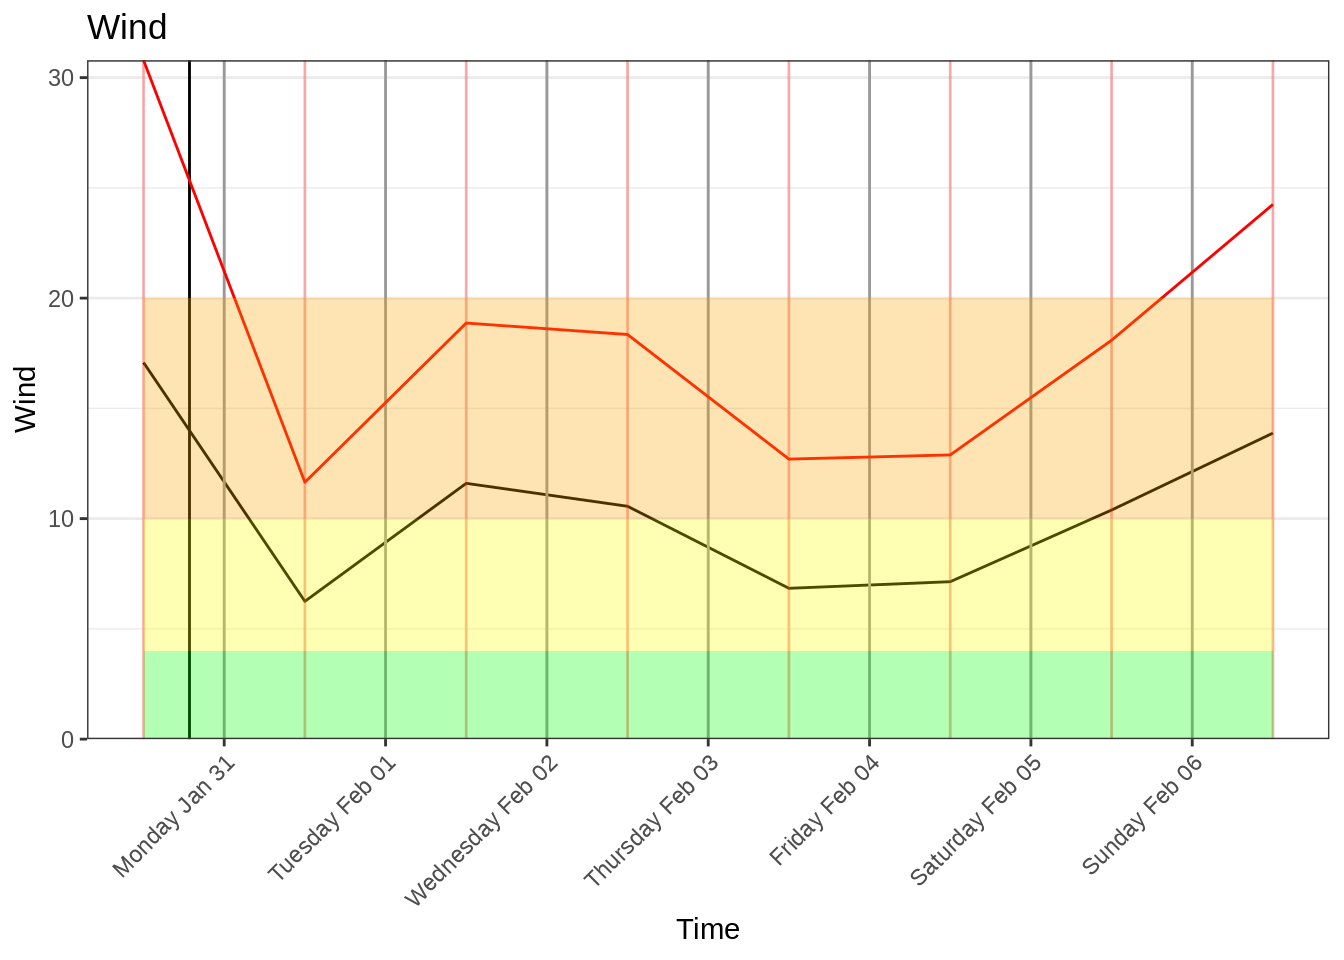 Wind
30
20
10
0
Wind
Monday Jan 31
Tuesday Feb 01
Wednesday Feb 02
Thursday Feb 03
Friday Feb 04
Saturday Feb 05
Sunday Feb 06
Time